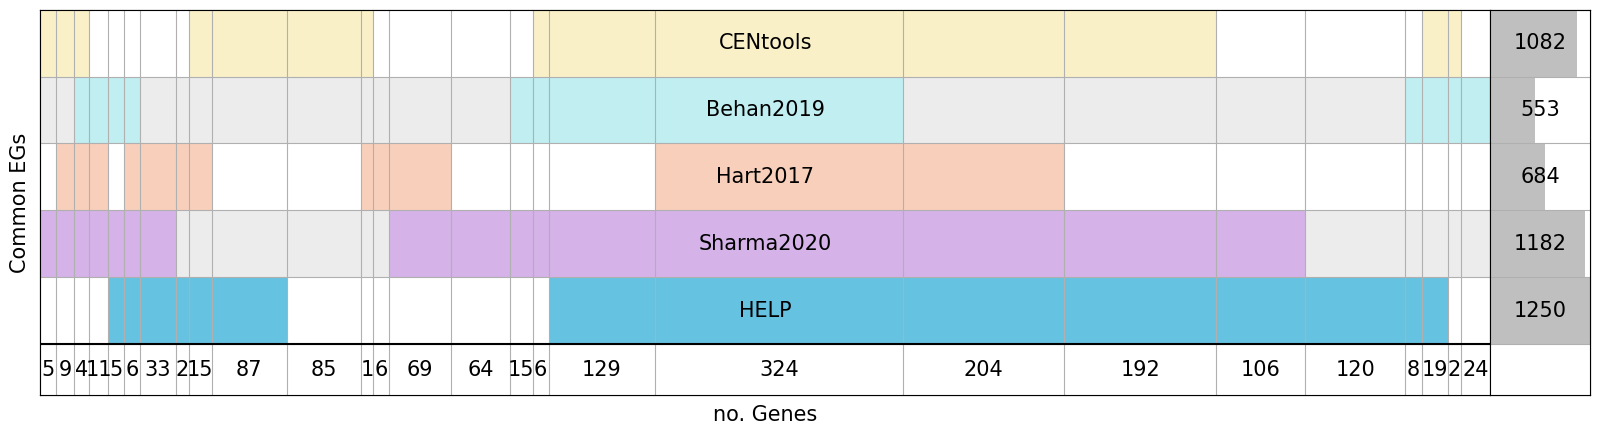 Common EGs
CENtools 1082
Behan2019 553
Hart2017 684
Sharma2020 1182
HELP 1250
5 9 4 11 5 6 33 2 15 87 85 1 6 69 64 15 6 129 324 204 192 106 120 8 19 2 24
no. Genes